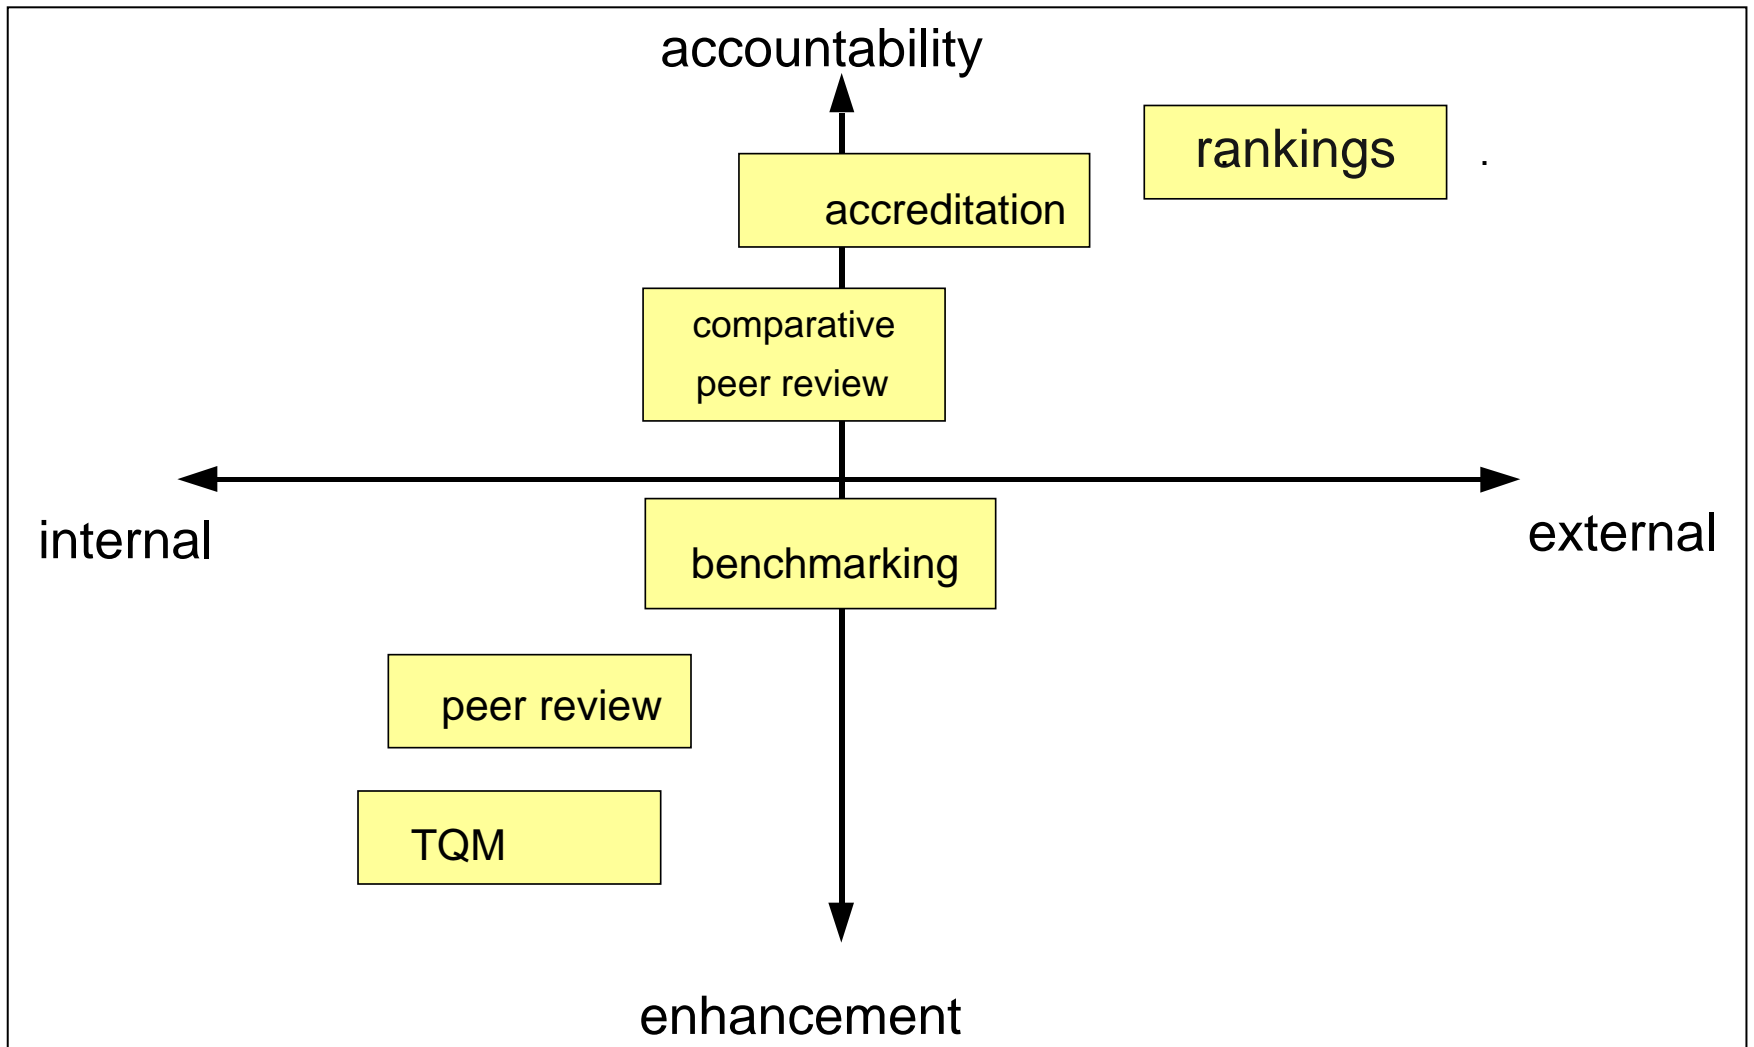 accountability
rankings .
accreditation
comparative
peer review
internal
external
benchmarking
peer review
TQM
enhancement